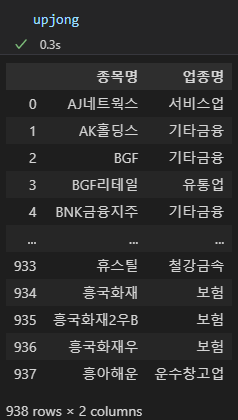 upjong
0.3s
종목명 업종명
0 AJ네트웍스 서비스업
1 AK홀딩스 기타금융
2 BGF 기타금융
3 BGF리테일 유통업
4 BNK금융지주 기타금융
... ... ...
933 휴스틸 철강금속
934 흥국화재 보험
935 흥국화재2우B 보험
936 흥국화재우 보험
937 흥아해운 운수창고업
938 rows × 2 columns